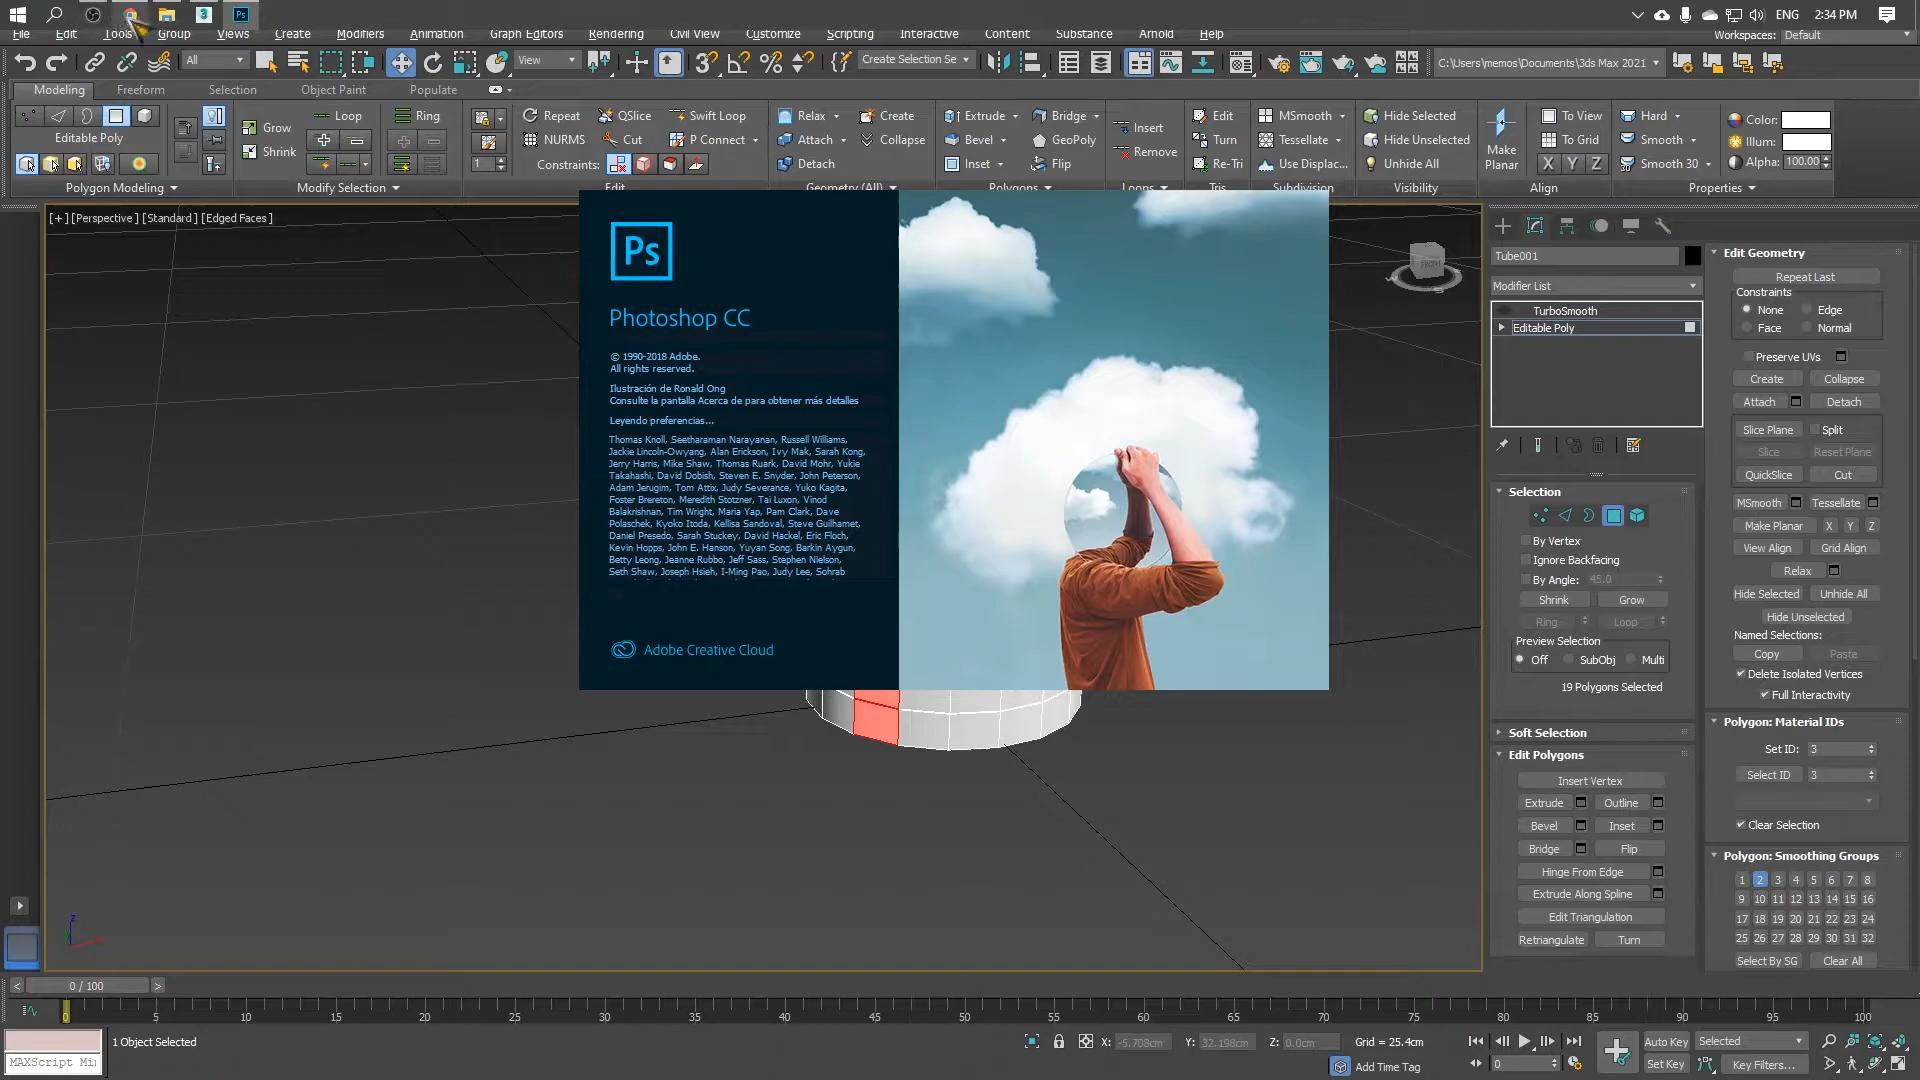 ENG 2:34 PM
File Edit Tools Group Views Create Modifiers Animation Graph Editors Rendering Civil View Customize Scripting Interactive Content Substance Arnold Help
Workspaces: Default
All View Create Selection Se C:\Users\memos\Documents\3ds Max 2021
Modeling Freeform Selection Object Paint Populate
Editable Poly
Polygon Modeling
Grow
Shrink
Loop
Ring
Modify Selection
1
Repeat QSlice Swift Loop
NURMS Cut P Connect
Constraints:
Edit
Relax Create
Attach Collapse
Detach
Geometry (All)
Extrude Bridge
Bevel GeoPoly
Inset Flip
Polygons
Insert
Remove
Loops
Edit
Turn
Re-Tri
Tris
MSmooth
Tessellate
Use Displac...
Subdivision
Hide Selected
Hide Unselected
Unhide All
Visibility
Make
Planar
To View
To Grid
X Y Z
Align
Hard
Smooth
Smooth 30
Color:
Illum:
Alpha: 100.00
Properties
[+] [Perspective] [Standard] [Edged Faces]
FRONT
Ps
Photoshop CC
© 1990-2018 Adobe.
All rights reserved.
Ilustración de Ronald Ong
Consulte la pantalla Acerca de para obtener más detalles
Leyendo preferencias...
Thomas Knoll, Seetharaman Narayanan, Russell Williams,
Jackie Lincoln-Owyang, Alan Erickson, Ivy Mak, Sarah Kong,
Jerry Harris, Mike Shaw, Thomas Ruark, David Mohr, Yukie
Takahashi, David Dobish, Steven E. Snyder, John Peterson,
Adam Jerugim, Tom Attix, Judy Severance, Yuko Kagita,
Foster Brereton, Meredith Stotzner, Tai Luxon, Vinod
Balakrishnan, Tim Wright, Maria Yap, Pam Clark, Dave
Polaschek, Kyoko Itoda, Kellisa Sandoval, Steve Guilhamet,
Daniel Presedo, Sarah Stuckey, David Hackel, Eric Floch,
Kevin Hopps, John E. Hanson, Yuyan Song, Barkin Aygun,
Betty Leong, Jeanne Rubbo, Jeff Sass, Stephen Nielson,
Seth Shaw, Joseph Hsieh, I-Ming Pao, Judy Lee, Sohrab
Adobe Creative Cloud
Tube001
Modifier List
TurboSmooth
Editable Poly
Selection
By Vertex
Ignore Backfacing
By Angle: 45.0
Shrink Grow
Ring Loop
Preview Selection
Off SubObj Multi
19 Polygons Selected
Soft Selection
Edit Polygons
Insert Vertex
Extrude Outline
Bevel Inset
Bridge Flip
Hinge From Edge
Extrude Along Spline
Edit Triangulation
Retriangulate Turn
Edit Geometry
Repeat Last
Constraints
None Edge
Face Normal
Preserve UVs
Create Collapse
Attach Detach
Slice Plane Split
Slice Reset Plane
QuickSlice Cut
MSmooth Tessellate
Make Planar X Y Z
View Align Grid Align
Relax
Hide Selected Unhide All
Hide Unselected
Named Selections:
Copy Paste
Delete Isolated Vertices
Full Interactivity
Polygon: Material IDs
Set ID: 3
Select ID 3
Clear Selection
Polygon: Smoothing Groups
1 2 3 4 5 6 7 8
9 10 11 12 13 14 15 16
17 18 19 20 21 22 23 24
25 26 27 28 29 30 31 32
Select By SG Clear All
z
< 0 / 100 >
0 5 10 15 20 25 30 35 40 45 50 55 60 65 70 75 80 85 90 95 100
1 Object Selected
X: -5.708cm Y: 32.198cm Z: 0.0cm Grid = 25.4cm
Auto Key Selected
MAXScript Mi
Add Time Tag
0
Set Key Key Filters...